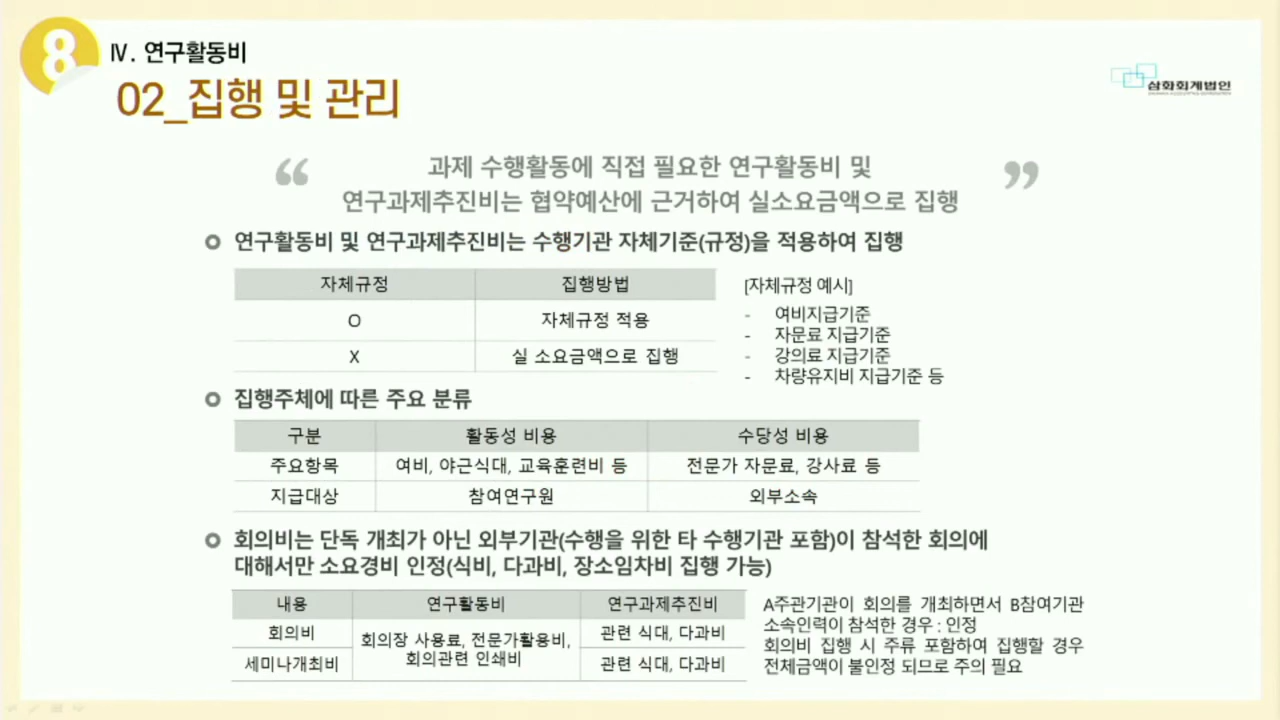 8
Ⅳ. 연구활동비
02_집행 및 관리
삼화회계법인
“ 과제 수행활동에 직접 필요한 연구활동비 및 ”
연구과제추진비는 협약예산에 근거하여 실소요금액으로 집행
연구활동비 및 연구과제추진비는 수행기관 자체기준(규정)을 적용하여 집행
자체규정 집행방법
O 자체규정 적용
X 실 소요금액으로 집행
[자체규정 예시]
- 여비지급기준
- 자문료 지급기준
- 강의료 지급기준
- 차량유지비 지급기준 등
집행주체에 따른 주요 분류
구분 활동성 비용 수당성 비용
주요항목 여비, 야근식대, 교육훈련비 등 전문가 자문료, 강사료 등
지급대상 참여연구원 외부소속
회의비는 단독 개최가 아닌 외부기관(수행을 위한 타 수행기관 포함)이 참석한 회의에
대해서만 소요경비 인정(식비, 다과비, 장소임차비 집행 가능)
내용 연구활동비 연구과제추진비
회의비 회의장 사용료, 전문가활용비, 관련 식대, 다과비
세미나개최비 회의관련 인쇄비 관련 식대, 다과비
A주관기관이 회의를 개최하면서 B참여기관
소속인력이 참석한 경우 : 인정
회의비 집행 시 주류 포함하여 집행할 경우
전체금액이 불인정 되므로 주의 필요